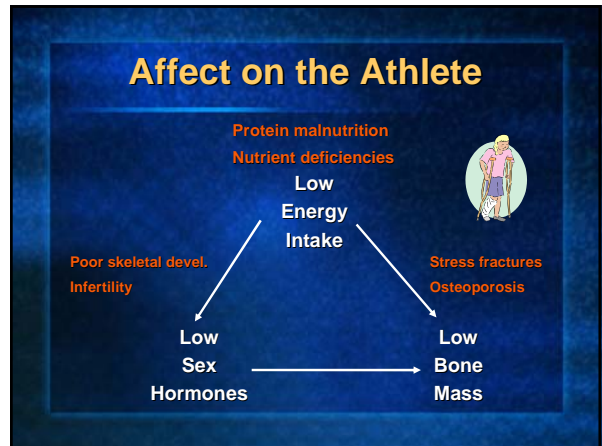 Affect on the Athlete
Protein malnutrition
Nutrient deficiencies
Low
Energy
Intake
Poor skeletal devel.
Infertility
Stress fractures
Osteoporosis
Low
Sex
Hormones
Low
Bone
Mass